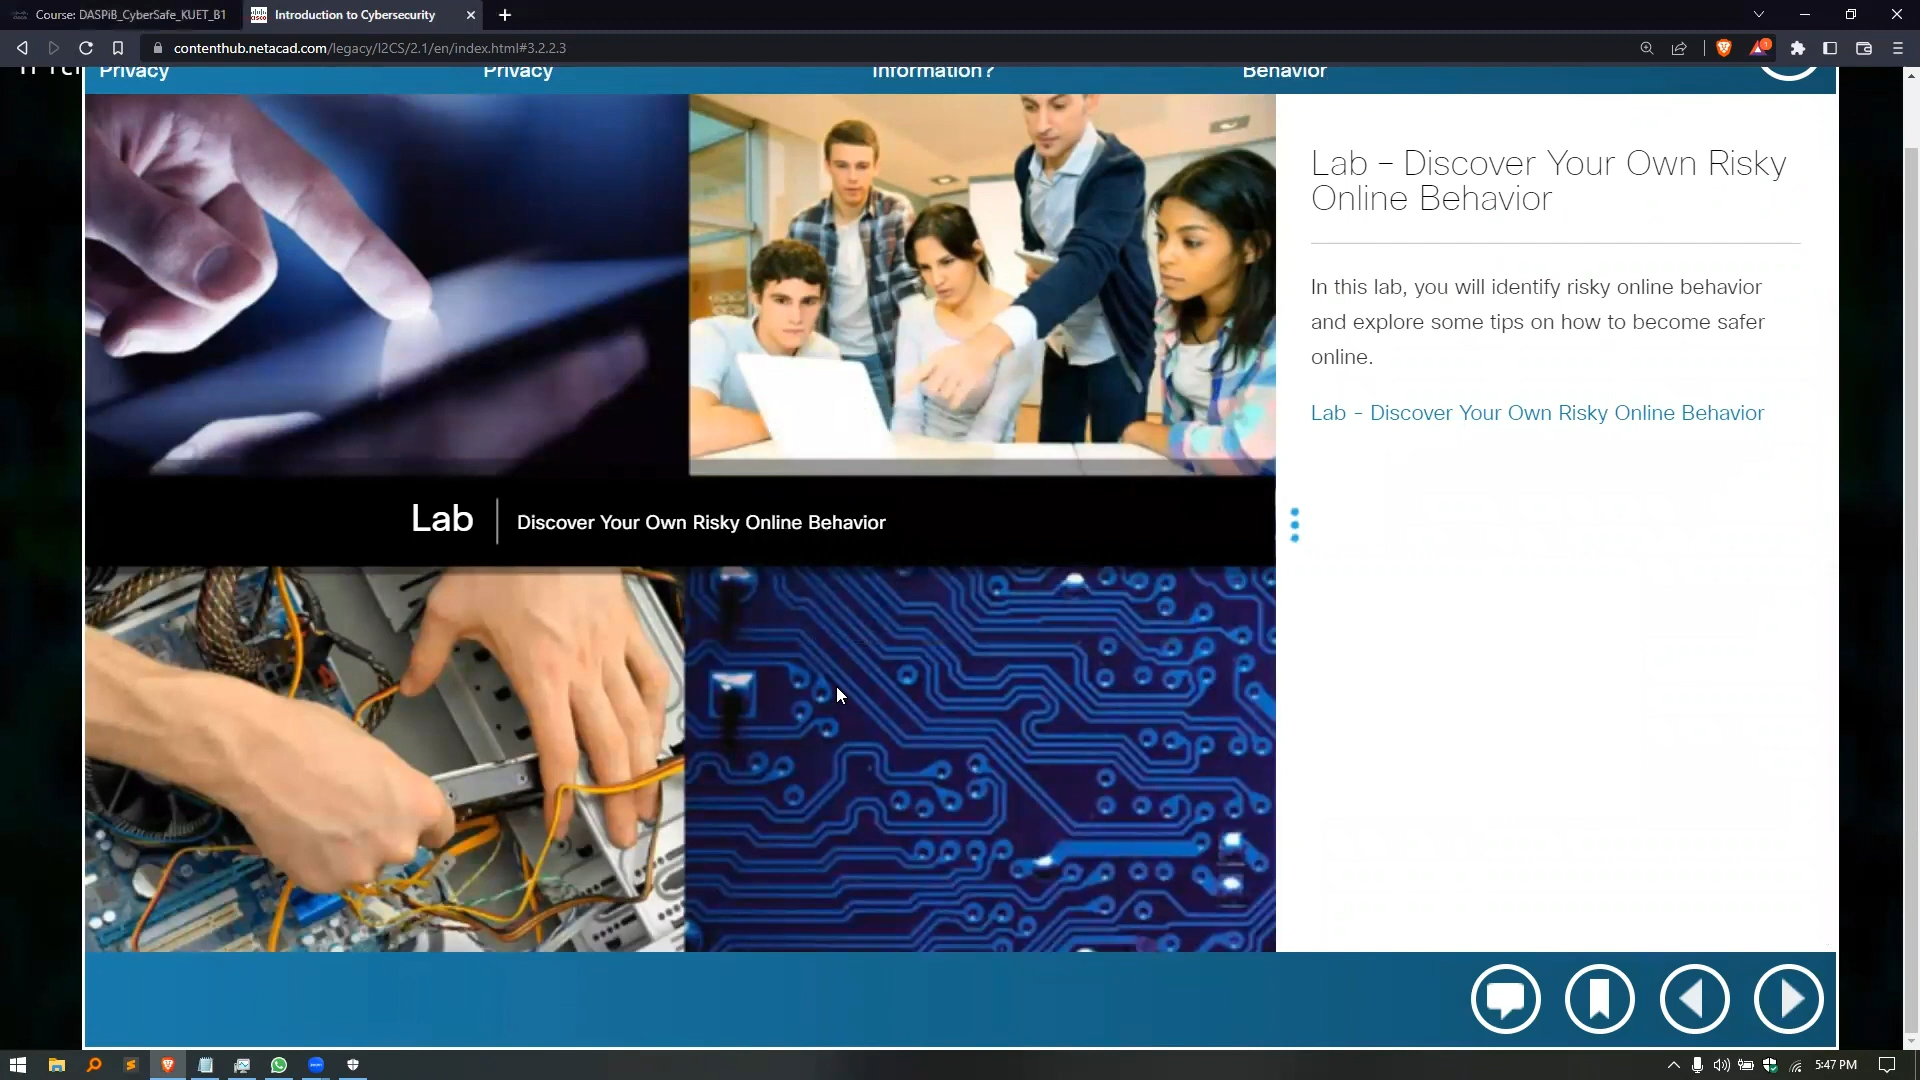 Course: DASPiB_CyberSafe_KUET_B1
Introduction to Cybersecurity
contenthub.netacad.com/legacy/I2CS/2.1/en/index.html#3.2.2.3
Privacy
Privacy
Information?
Behavior
Lab – Discover Your Own Risky
Online Behavior
In this lab, you will identify risky online behavior
and explore some tips on how to become safer
online.
Lab - Discover Your Own Risky Online Behavior
Lab
Discover Your Own Risky Online Behavior
5:47 PM